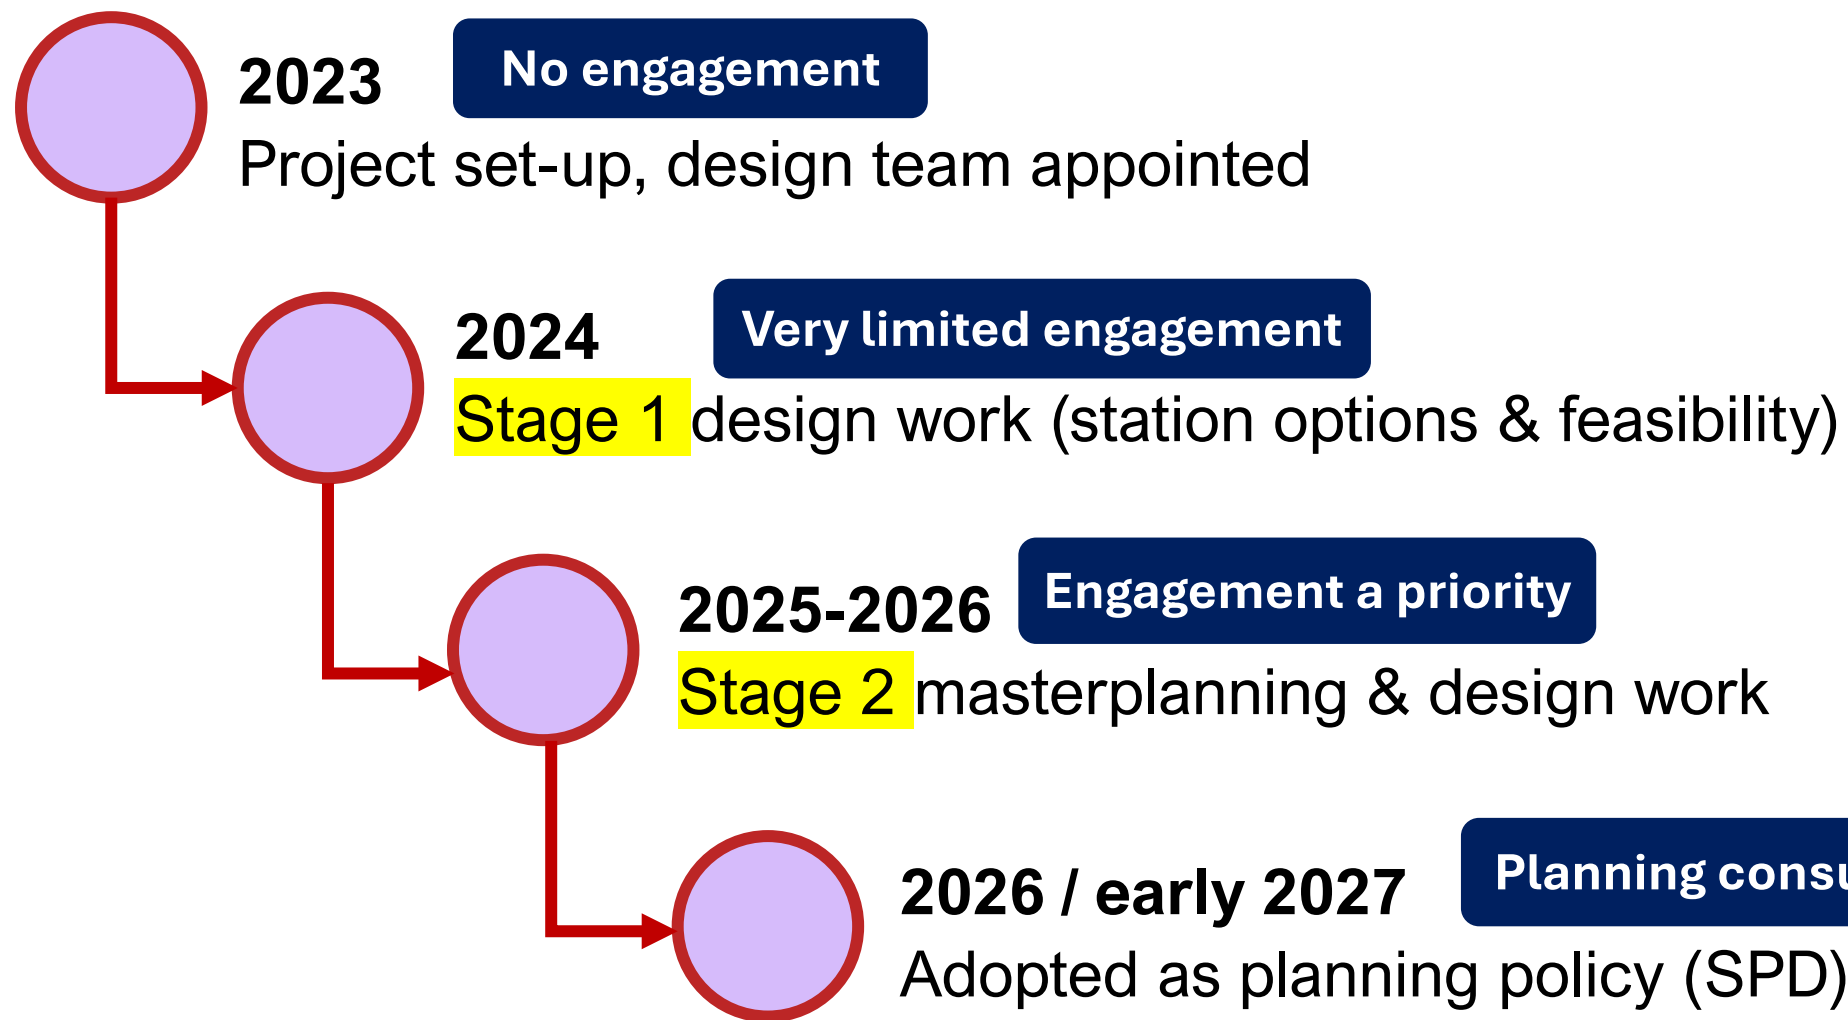 2023
No engagement
Project set-up, design team appointed
2024
Very limited engagement
Stage 1 design work (station options & feasibility)
2025-2026
Engagement a priority
Stage 2 masterplanning & design work
2026 / early 2027
Planning
Adopted as planning policy (SPD)